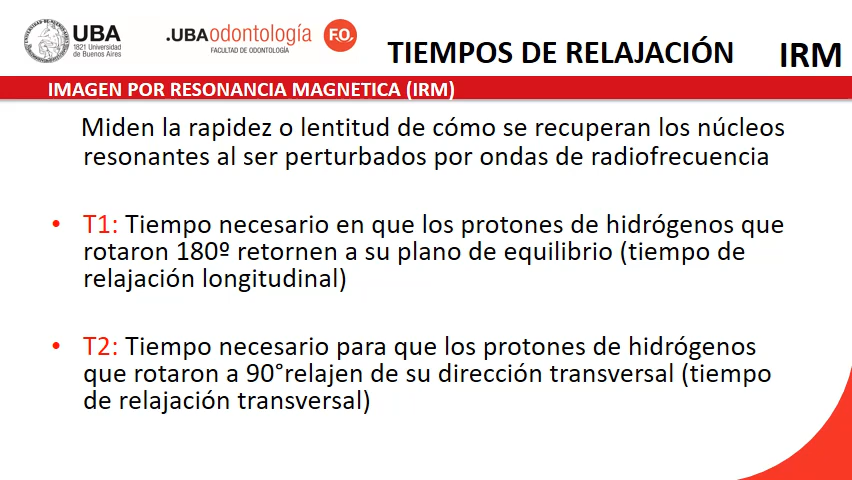 UBA
1821 Universidad
de Buenos Aires
.UBAodontología
FACULTAD DE ODONTOLOGÍA
F.O.
TIEMPOS DE RELAJACIÓN IRM
IMAGEN POR RESONANCIA MAGNETICA (IRM)
Miden la rapidez o lentitud de cómo se recuperan los núcleos
resonantes al ser perturbados por ondas de radiofrecuencia
• T1: Tiempo necesario en que los protones de hidrógenos que
rotaron 180º retornen a su plano de equilibrio (tiempo de
relajación longitudinal)
• T2: Tiempo necesario para que los protones de hidrógenos
que rotaron a 90°relajen de su dirección transversal (tiempo
de relajación transversal)